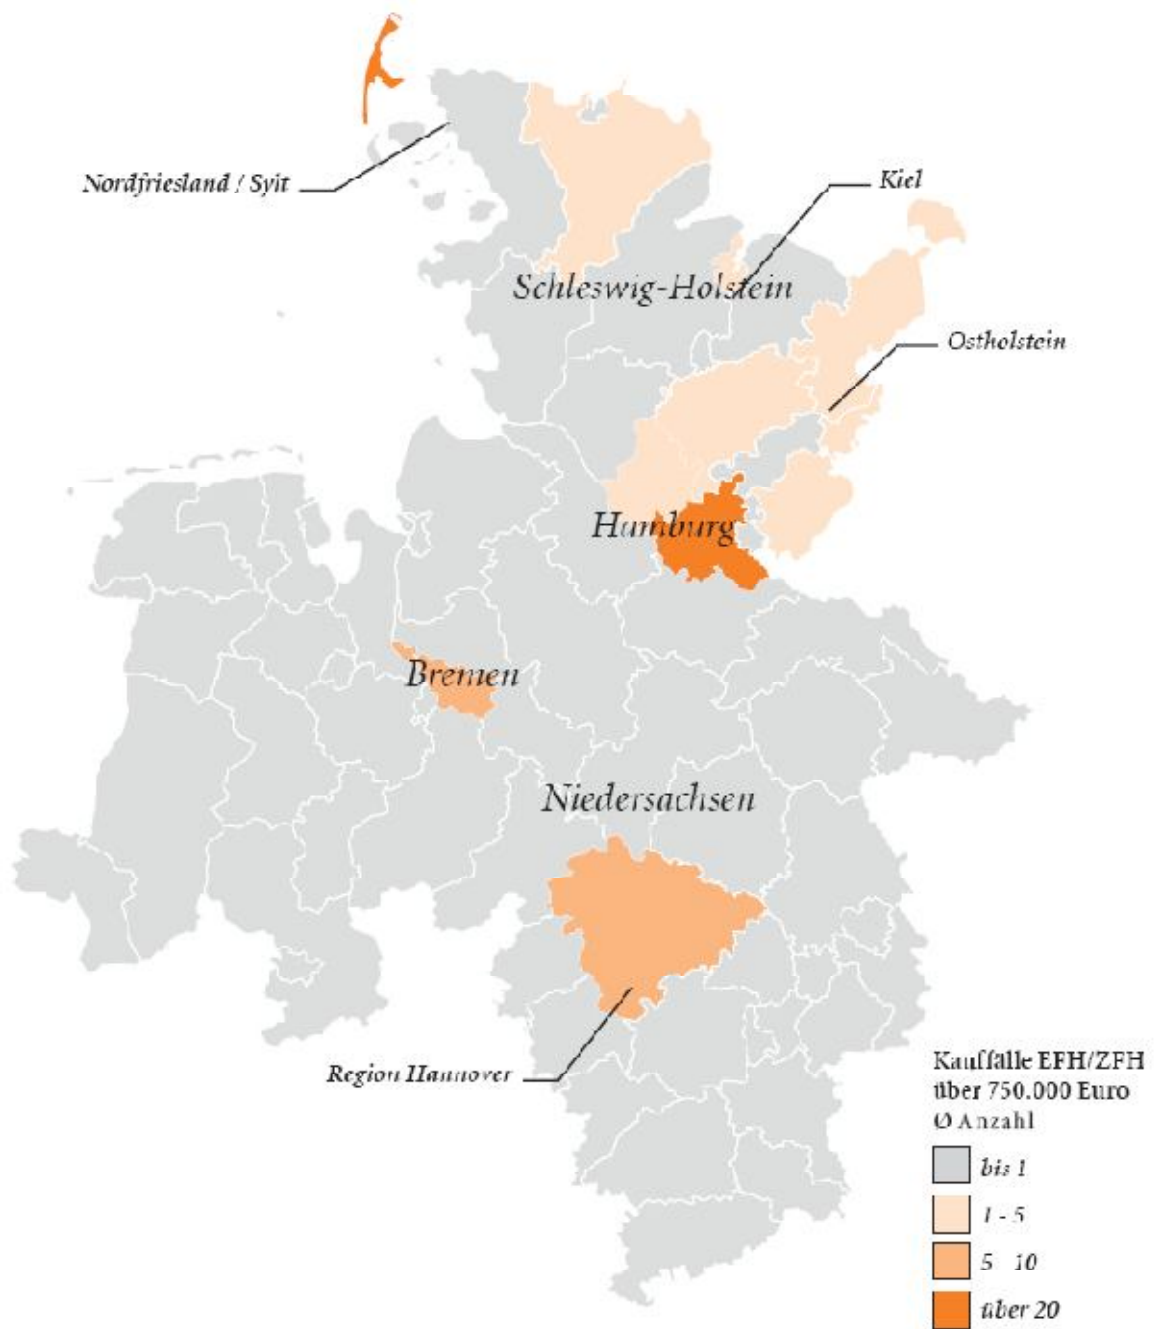 Nordfriesland / Sylt
Kiel
Schleswig-Holstein
Ostholstein
Hamburg
Bremen
Niedersachsen
Region Hannover
Kauffälle EFH/ZFH
über 750.000 Euro
Ø Anzahl
bis 1
1 - 5
5 - 10
über 20